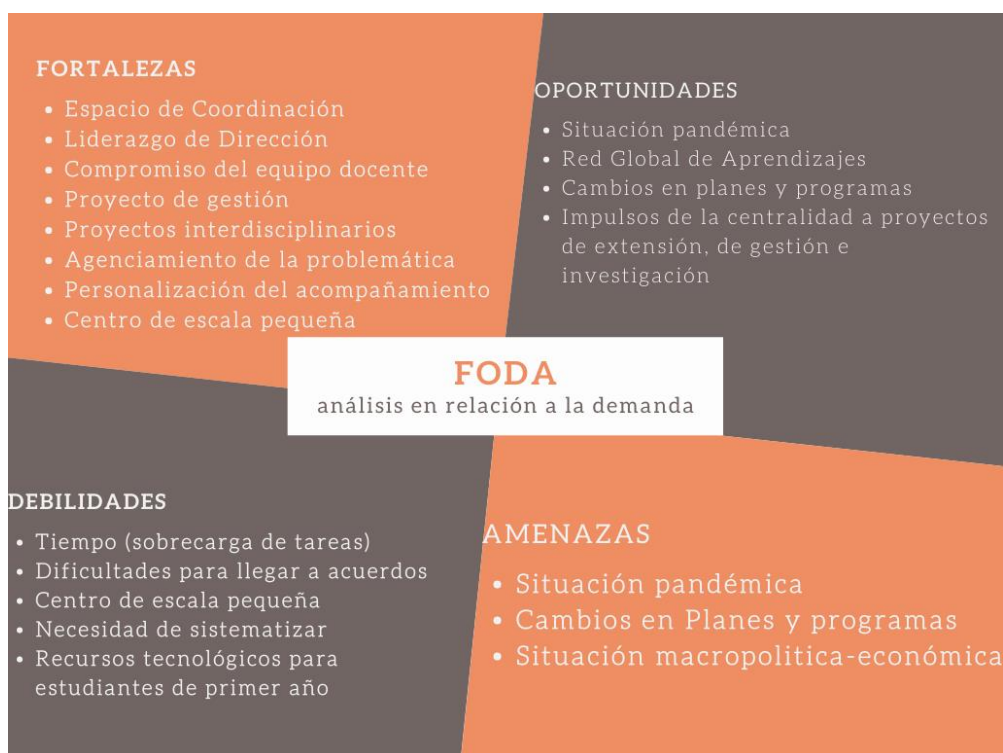 FORTALEZAS
• Espacio de Coordinación
• Liderazgo de Dirección
• Compromiso del equipo docente
• Proyecto de gestión
• Proyectos interdisciplinarios
• Agenciamiento de la problemática
• Personalización del acompañamiento
• Centro de escala pequeña
OPORTUNIDADES
• Situación pandémica
• Red Global de Aprendizajes
• Cambios en planes y programas
• Impulsos de la centralidad a proyectos
de extensión, de gestión e
investigación
FODA
análisis en relación a la demanda
DEBILIDADES
• Tiempo (sobrecarga de tareas)
• Dificultades para llegar a acuerdos
• Centro de escala pequeña
• Necesidad de sistematizar
• Recursos tecnológicos para
estudiantes de primer año
AMENAZAS
• Situación pandémica
• Cambios en Planes y programas
• Situación macropolitica-económica